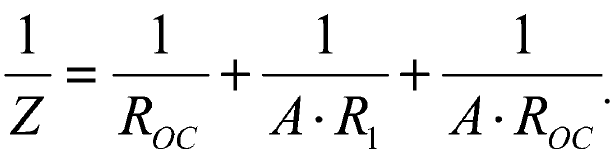 1/Z = 1/R_OC + 1/(A·R_1) + 1/(A·R_OC).